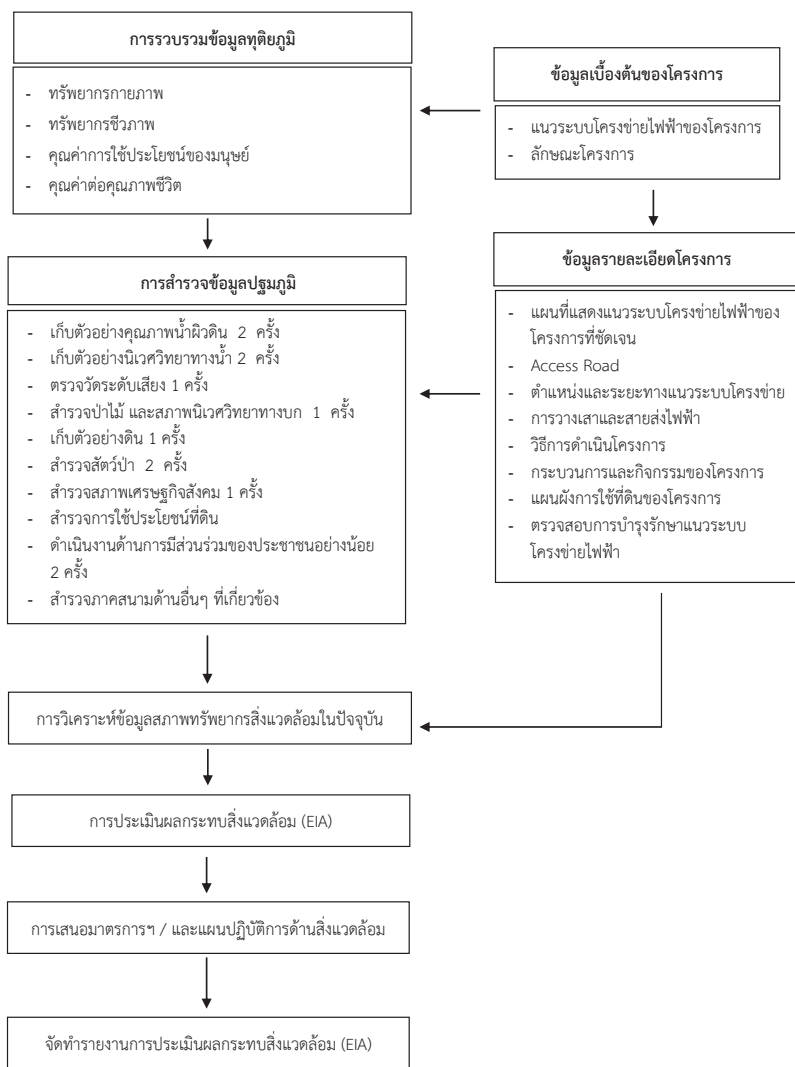 การรวบรวมข้อมูลทุติยภูมิ
- ทรัพยากรกายภาพ
- ทรัพยากรชีวภาพ
- คุณค่าการใช้ประโยชน์ของมนุษย์
- คุณค่าต่อคุณภาพชีวิต
ข้อมูลเบื้องต้นของโครงการ
- แนวระบบโครงข่ายไฟฟ้าของโครงการ
- ลักษณะโครงการ
การสำรวจข้อมูลปฐมภูมิ
- เก็บตัวอย่างคุณภาพน้ำผิวดิน 2 ครั้ง
- เก็บตัวอย่างนิเวศวิทยาทางน้ำ 2 ครั้ง
- ตรวจวัดระดับเสียง 1 ครั้ง
- สำรวจป่าไม้ และสภาพนิเวศวิทยาทางบก 1 ครั้ง
- เก็บตัวอย่างดิน 1 ครั้ง
- สำรวจสัตว์ป่า 2 ครั้ง
- สำรวจสภาพเศรษฐกิจสังคม 1 ครั้ง
- สำรวจการใช้ประโยชน์ที่ดิน
- ดำเนินงานด้านการมีส่วนร่วมของประชาชนอย่างน้อย
2 ครั้ง
- สำรวจภาคสนามด้านอื่นๆ ที่เกี่ยวข้อง
ข้อมูลรายละเอียดโครงการ
- แผนที่แสดงแนวระบบโครงข่ายไฟฟ้าของ
โครงการที่ชัดเจน
- Access Road
- ตำแหน่งและระยะทางแนวระบบโครงข่าย
- การวางเสาและสายส่งไฟฟ้า
- วิธีการดำเนินโครงการ
- กระบวนการและกิจกรรมของโครงการ
- แผนผังการใช้ที่ดินของโครงการ
- ตรวจสอบการบำรุงรักษาแนวระบบ
โครงข่ายไฟฟ้า
การวิเคราะห์ข้อมูลสภาพทรัพยากรสิ่งแวดล้อมในปัจจุบัน
การประเมินผลกระทบสิ่งแวดล้อม (EIA)
การเสนอมาตรการฯ / และแผนปฏิบัติการด้านสิ่งแวดล้อม
จัดทำรายงานการประเมินผลกระทบสิ่งแวดล้อม (EIA)